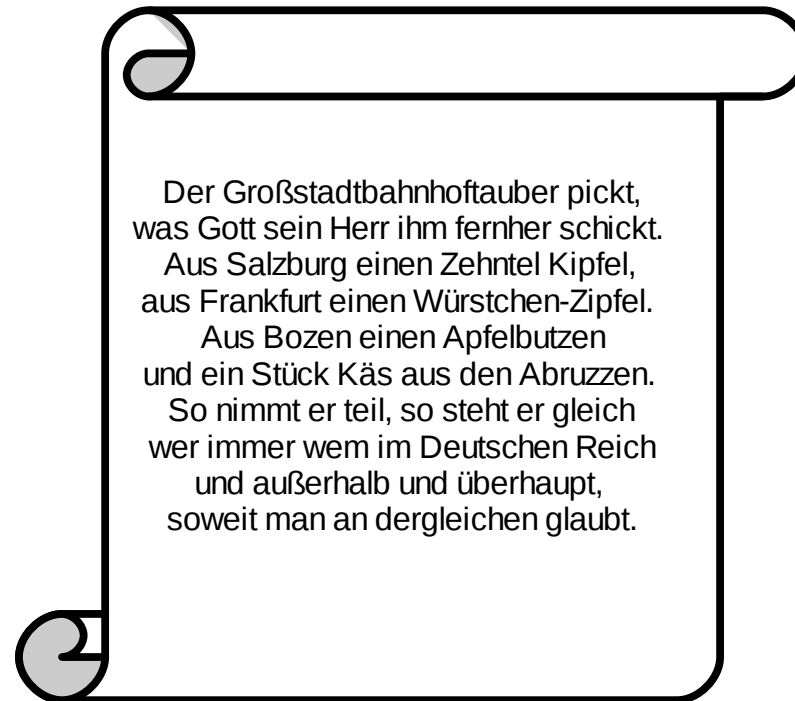 Der Großstadtbahnhoftauber pickt,
was Gott sein Herr ihm fernher schickt.
Aus Salzburg einen Zehntel Kipfel,
aus Frankfurt einen Würstchen-Zipfel.
Aus Bozen einen Apfelbutzen
und ein Stück Käs aus den Abruzzen.
So nimmt er teil, so steht er gleich
wer immer wem im Deutschen Reich
und außerhalb und überhaupt,
soweit man an dergleichen glaubt.